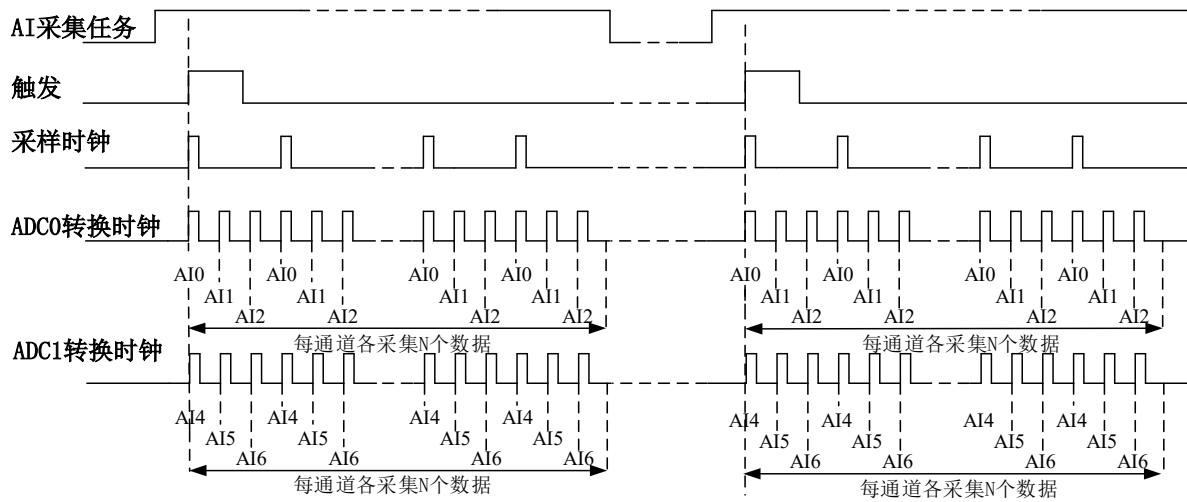 AI采集任务
触发
采样时钟
ADC0转换时钟
AI0 AI0 AI0 AI0 AI0 AI0 AI0 AI0
AI1 AI1 AI1 AI1 AI1 AI1 AI1 AI1
AI2 AI2 AI2 AI2 AI2 AI2 AI2 AI2
每通道各采集N个数据 每通道各采集N个数据
ADC1转换时钟
AI4 AI4 AI4 AI4 AI4 AI4 AI4 AI4
AI5 AI5 AI5 AI5 AI5 AI5 AI5 AI5
AI6 AI6 AI6 AI6 AI6 AI6 AI6 AI6
每通道各采集N个数据 每通道各采集N个数据